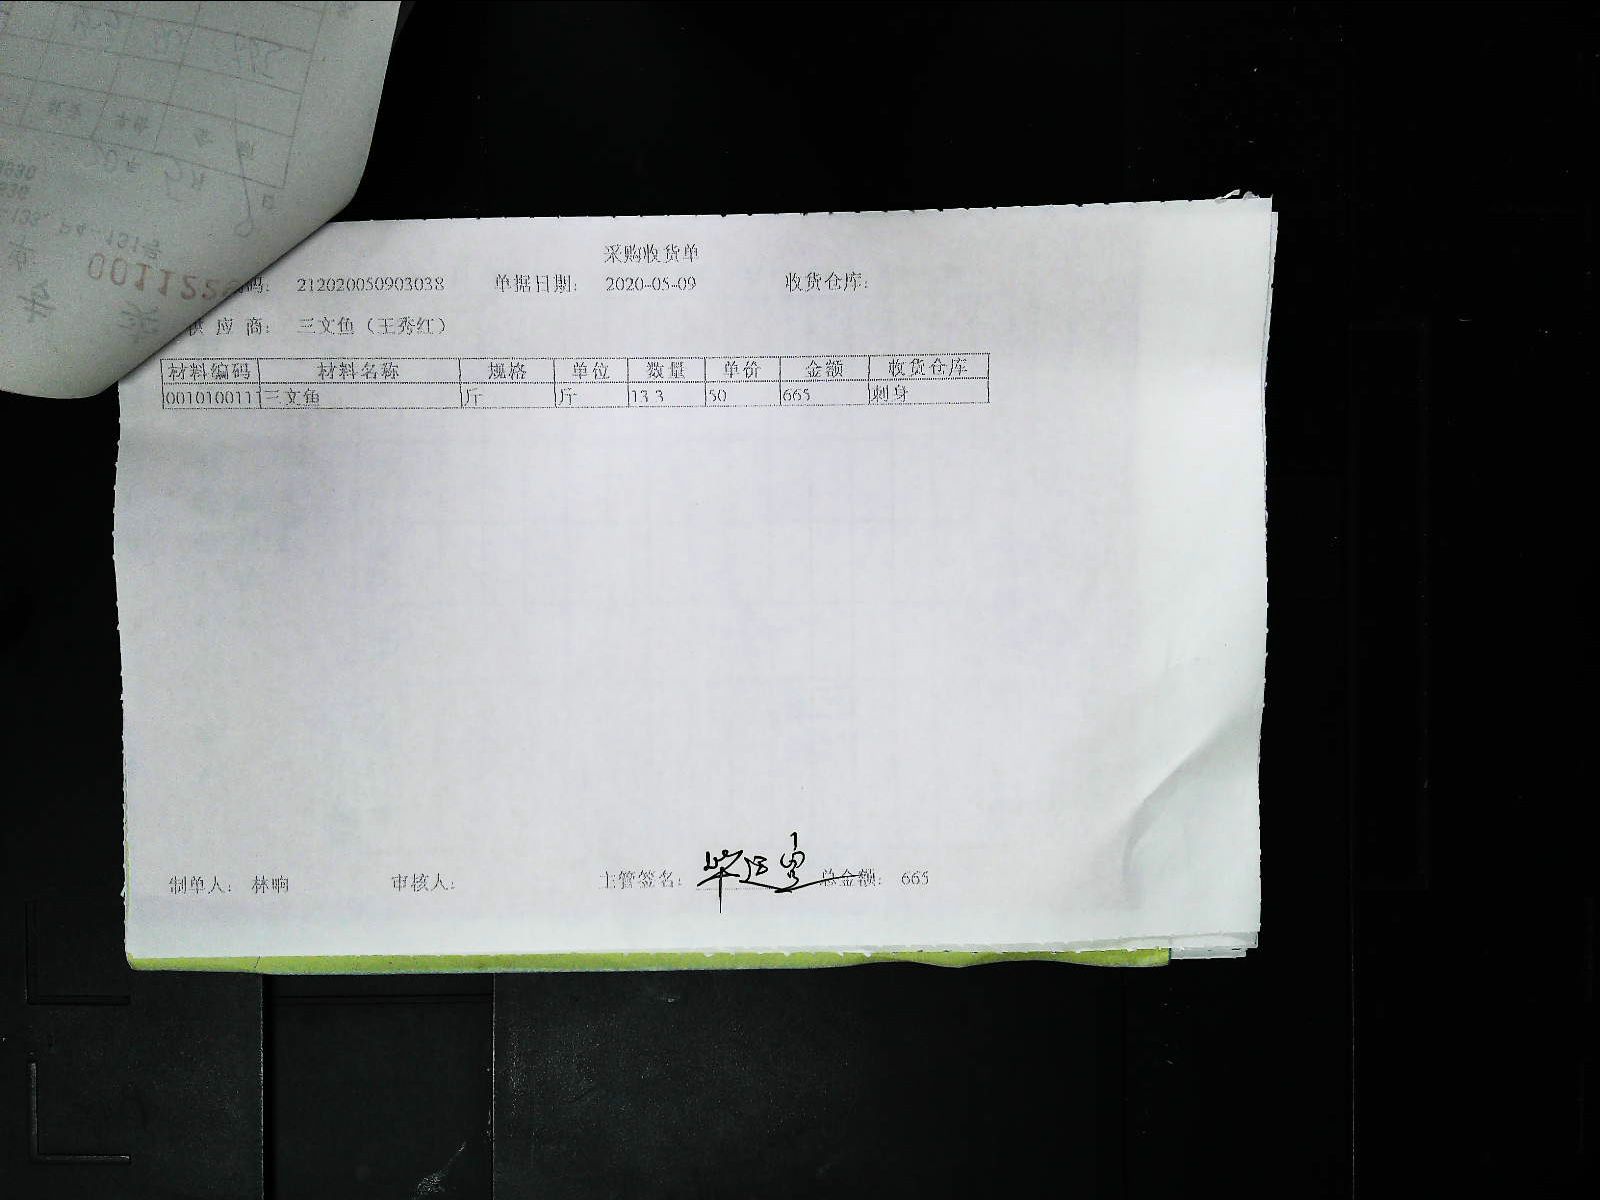 采购收货单
码： 212020050903038 单据日期： 2020-05-09 收货仓库：
供 应 商： 三文鱼（王秀红）
材料编码 材料名称 规格 单位 数量 单价 金额 收货仓库
0010100111 三文鱼 斤 斤 13.3 50 665 刺身
制单人： 林响 审核人： 主管签名： 总金额： 665